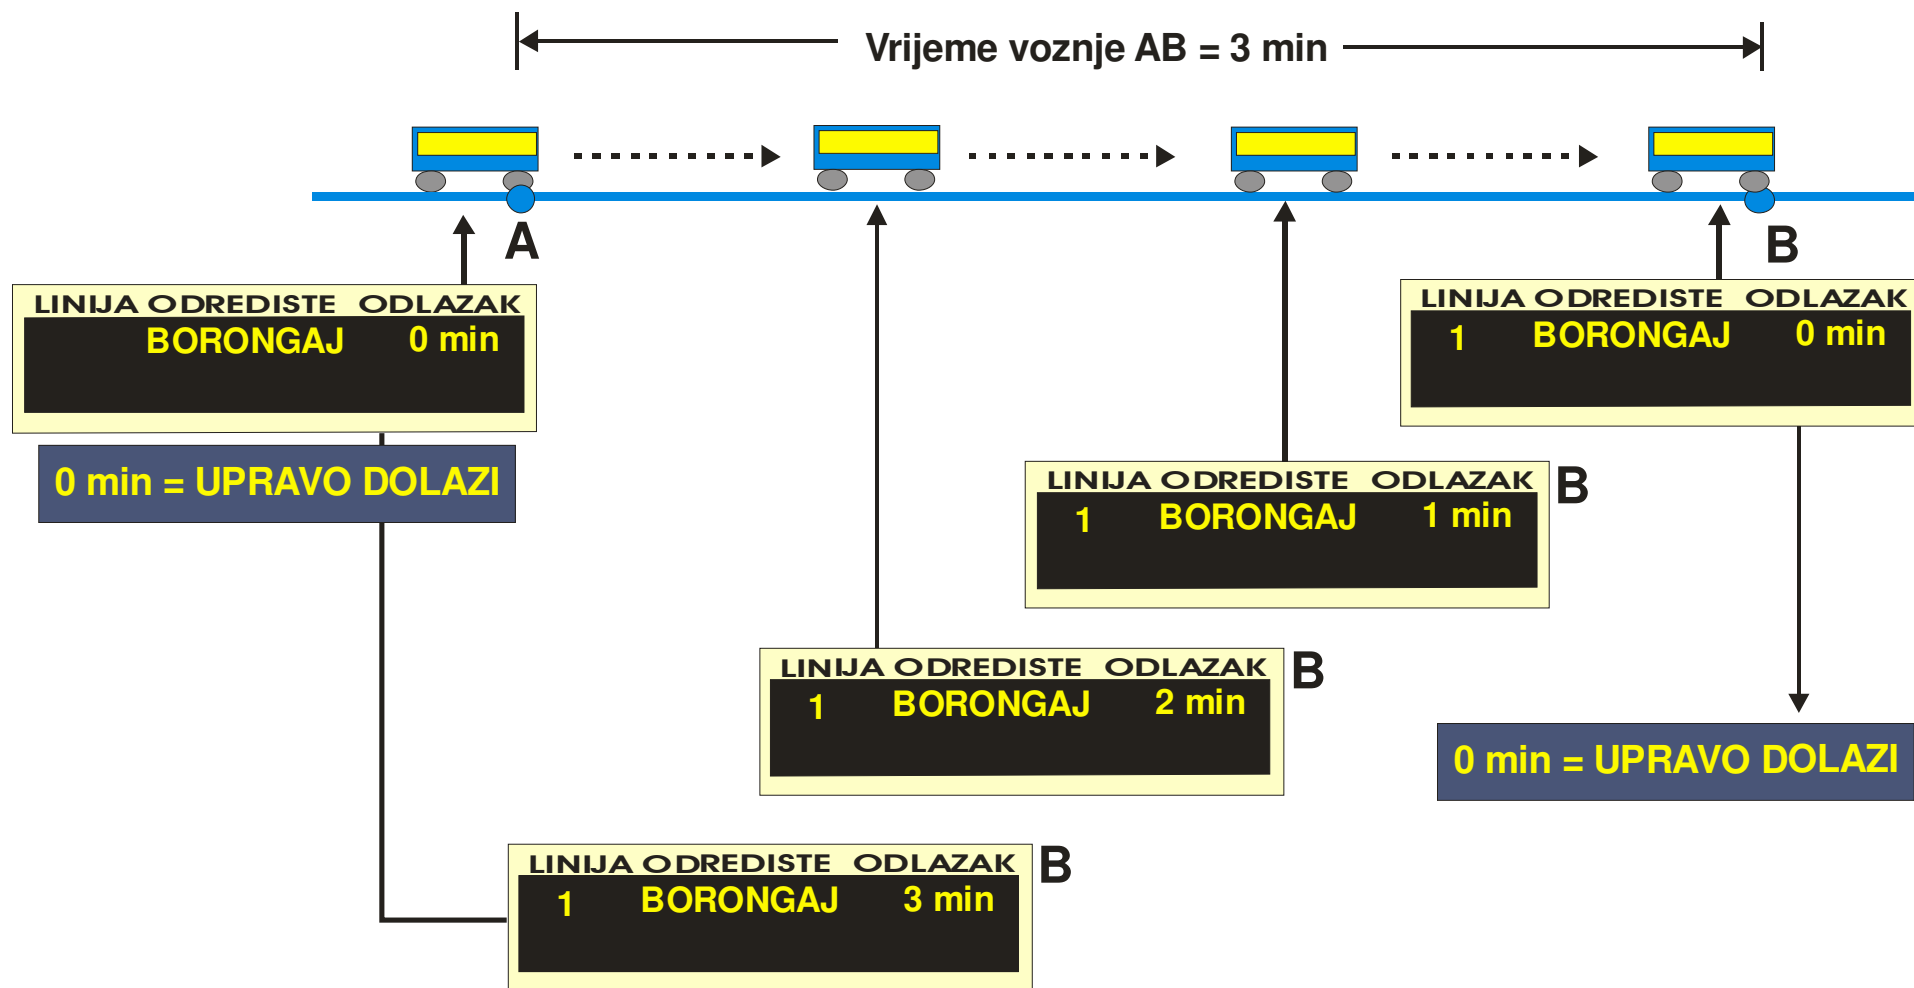 Vrijeme voznje AB = 3 min
A
B
LINIJA ODREDISTE ODLAZAK
BORONGAJ 0 min
0 min = UPRAVO DOLAZI
LINIJA ODREDISTE ODLAZAK
1 BORONGAJ 0 min
LINIJA ODREDISTE ODLAZAK B
1 BORONGAJ 1 min
LINIJA ODREDISTE ODLAZAK B
1 BORONGAJ 2 min
0 min = UPRAVO DOLAZI
LINIJA ODREDISTE ODLAZAK B
1 BORONGAJ 3 min